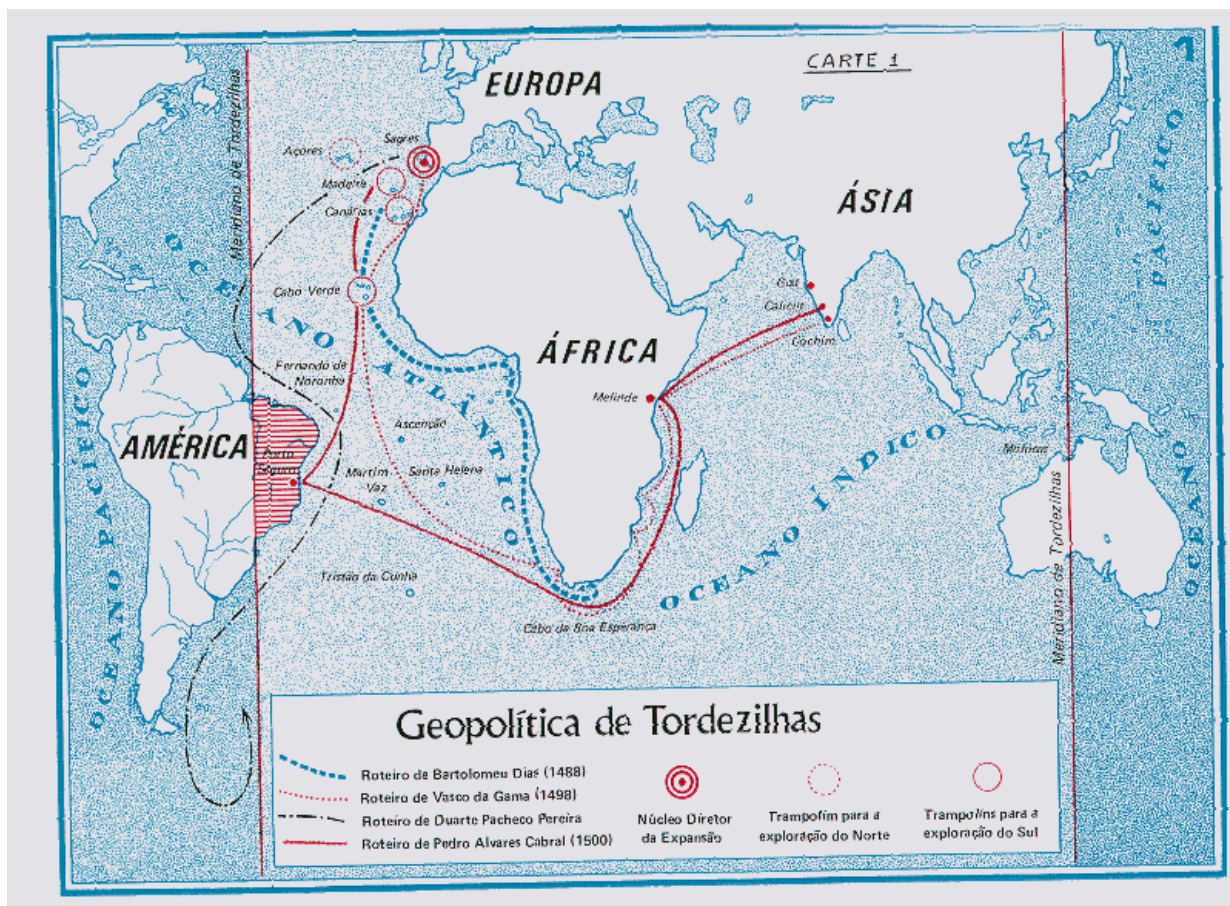 CARTE 1
1
EUROPA
Meridiano de Tordezilhas
Sagres
Açores
Madeira
Canárias
ÁSIA
OCEANO PACÍFICO
Goa
Cabo Verde
Calicut
Cochim
OCEANO ATLÂNTICO
ÁFRICA
Fernando de
Noronha
Melinde
Ascenção
AMÉRICA
Porto
Seguro
Martim
Vaz
Santa Helena
Molucas
OCEANO PACÍFICO
OCEANO ÍNDICO
Meridiano de Tordezilhas
Tristão da Cunha
Cabo da Boa Esperança
Geopolítica de Tordezilhas
Roteiro de Bartolomeu Dias (1488)
Roteiro de Vasco da Gama (1498)
Roteiro de Duarte Pacheco Pereira
Roteiro de Pedro Alvares Cabral (1500)
Núcleo Diretor
da Expansão
Trampolim para a
exploração do Norte
Trampolins para a
exploração do Sul